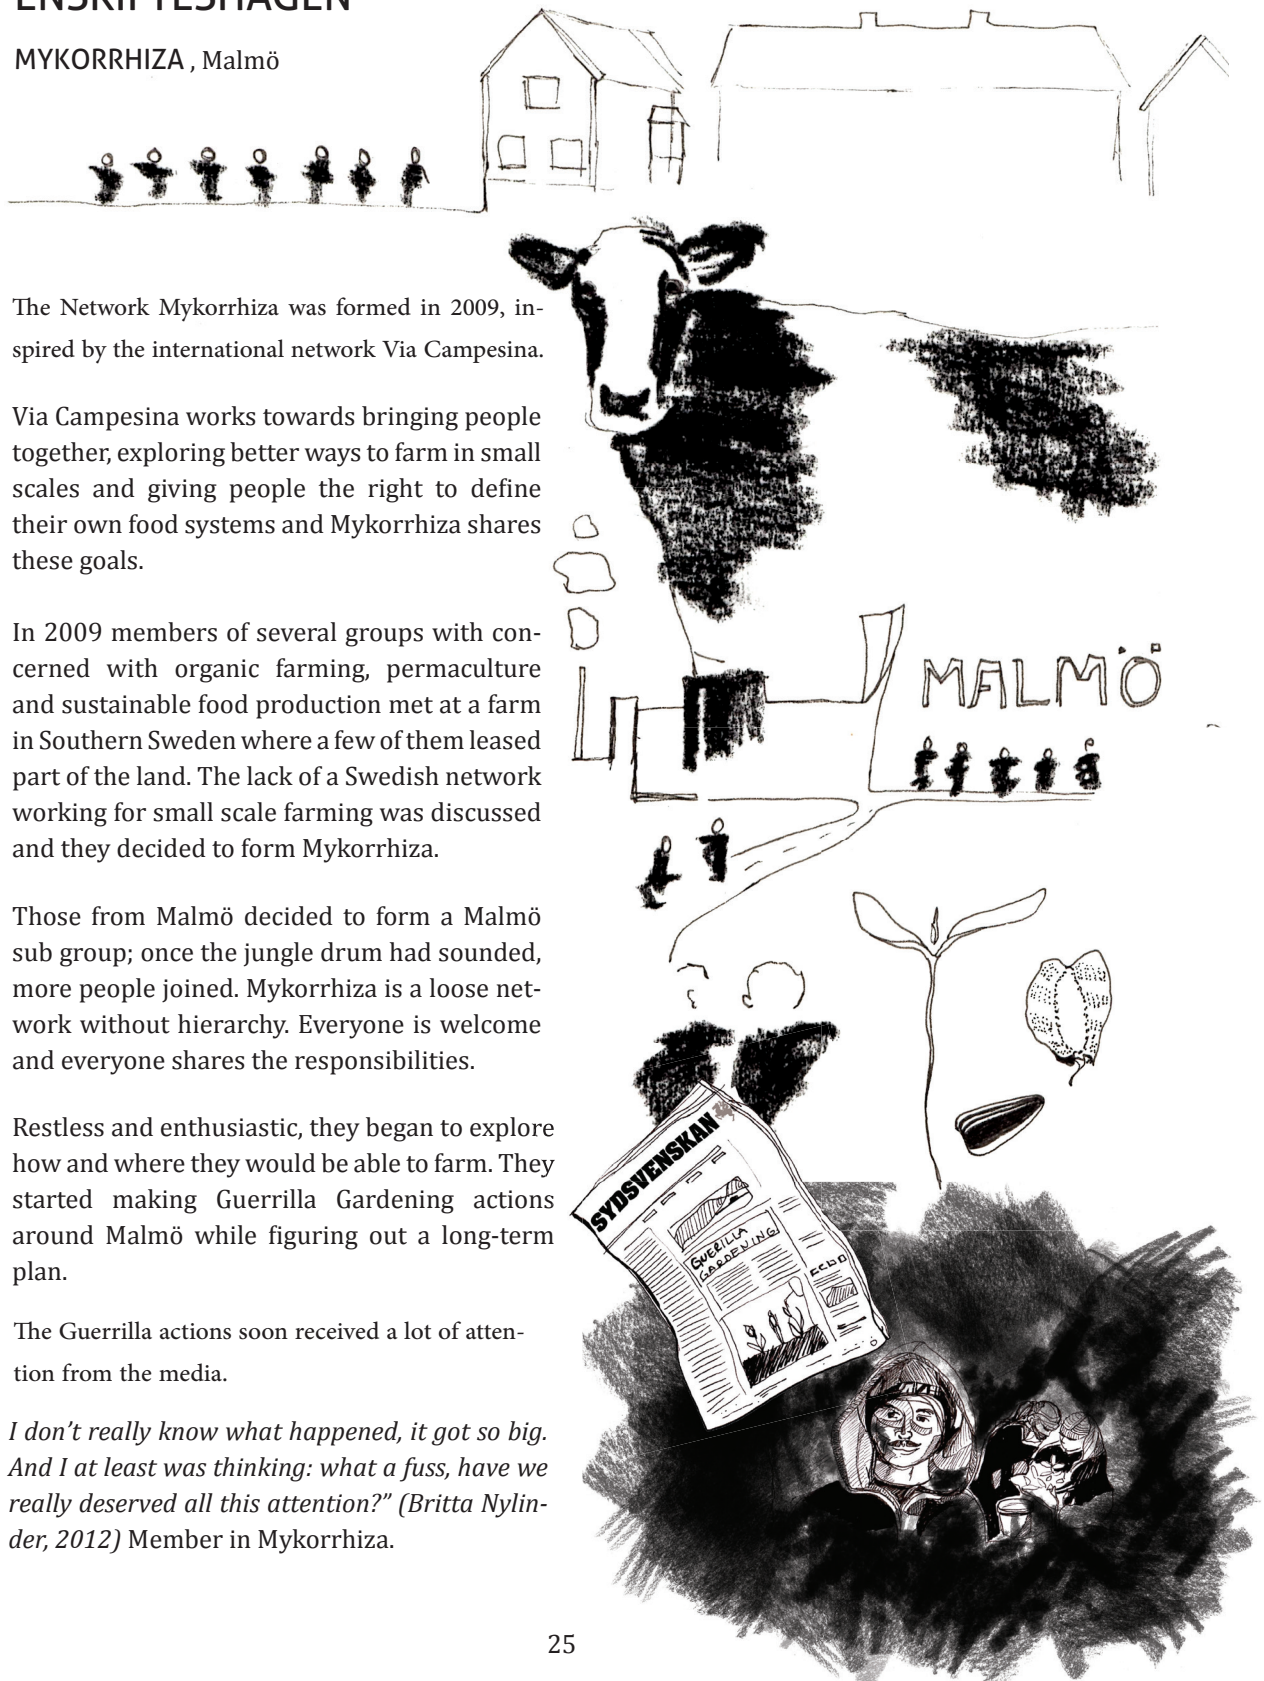 ENSKIFTESHAGEN
MYKORRHIZA , Malmö
The Network Mykorrhiza was formed in 2009, in-
spired by the international network Via Campesina.
Via Campesina works towards bringing people
together, exploring better ways to farm in small
scales and giving people the right to define
their own food systems and Mykorrhiza shares
these goals.
In 2009 members of several groups with con-
cerned with organic farming, permaculture
and sustainable food production met at a farm
in Southern Sweden where a few of them leased
part of the land. The lack of a Swedish network
working for small scale farming was discussed
and they decided to form Mykorrhiza.
Those from Malmö decided to form a Malmö
sub group; once the jungle drum had sounded,
more people joined. Mykorrhiza is a loose net-
work without hierarchy. Everyone is welcome
and everyone shares the responsibilities.
Restless and enthusiastic, they began to explore
how and where they would be able to farm. They
started making Guerrilla Gardening actions
around Malmö while figuring out a long-term
plan.
The Guerrilla actions soon received a lot of atten-
tion from the media.
I don't really know what happened, it got so big.
And I at least was thinking: what a fuss, have we
really deserved all this attention?" (Britta Nylin-
der, 2012) Member in Mykorrhiza.
MALMÖ
SYDSVENSKAN
GUERILLA
GARDENING
25